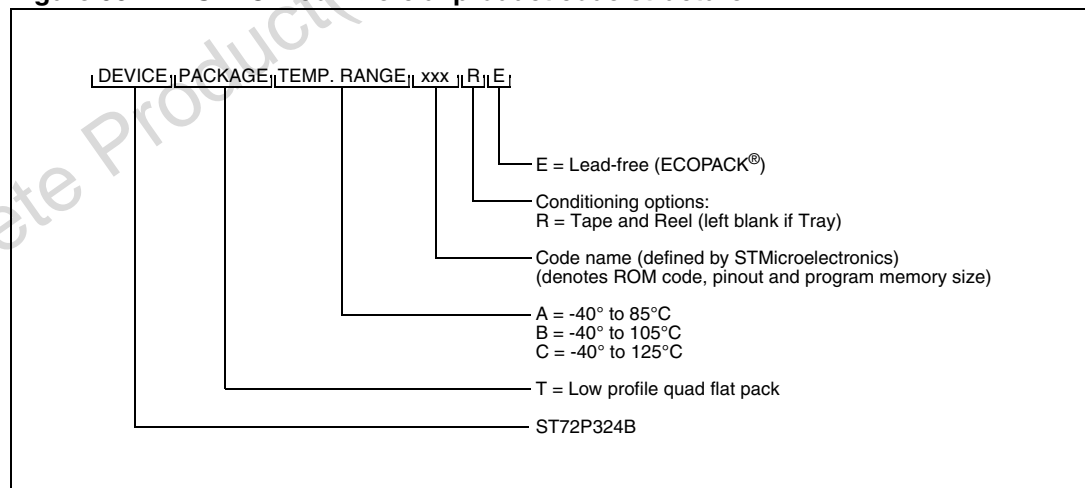 DEVICE PACKAGE TEMP. RANGE xxx R E
E = Lead-free (ECOPACK®)
Conditioning options:
R = Tape and Reel (left blank if Tray)
Code name (defined by STMicroelectronics)
(denotes ROM code, pinout and program memory size)
A = -40° to 85°C
B = -40° to 105°C
C = -40° to 125°C
T = Low profile quad flat pack
ST72P324B